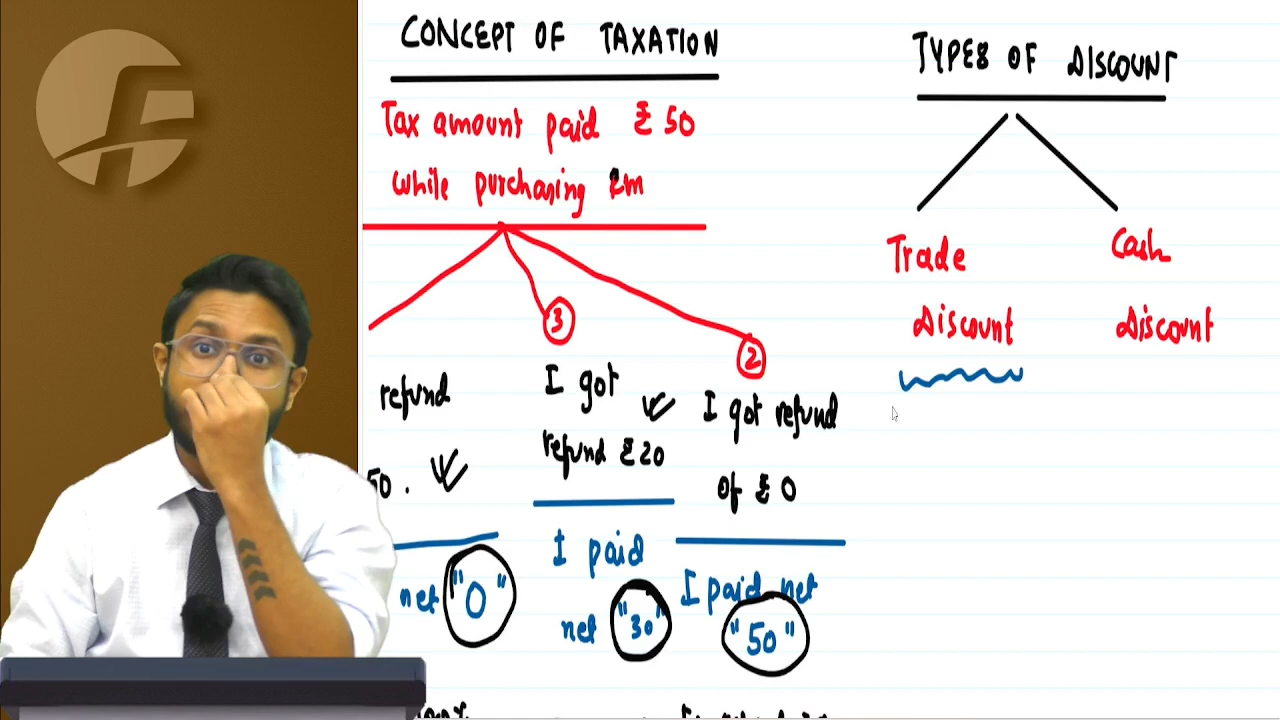 CONCEPT OF TAXATION
Tax amount paid ₹ 50
while purchasing RM
3
2
refund
50.
net "0"
I got
refund ₹ 20
I paid
net "30"
I got refund
of ₹ 0
I paid net
"50"
TYPES OF DISCOUNT
Trade
Discount
Cash
Discount